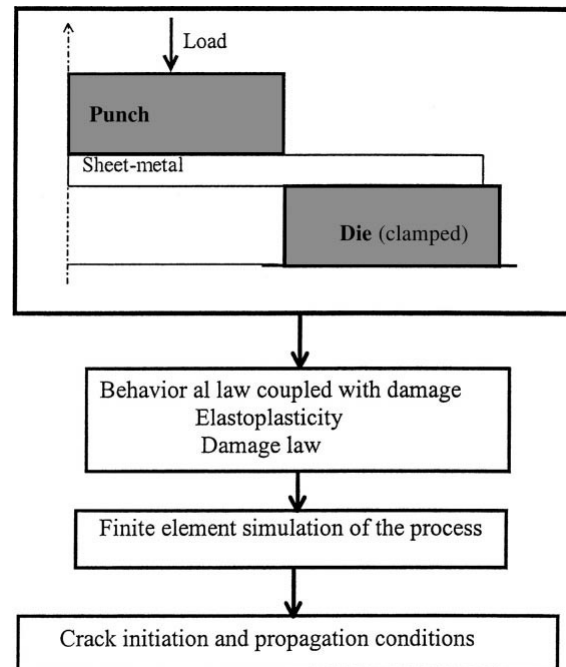 Load
Punch
Sheet-metal
Die (clamped)
Behavior al law coupled with damage
Elastoplasticity
Damage law
Finite element simulation of the process
Crack initiation and propagation conditions